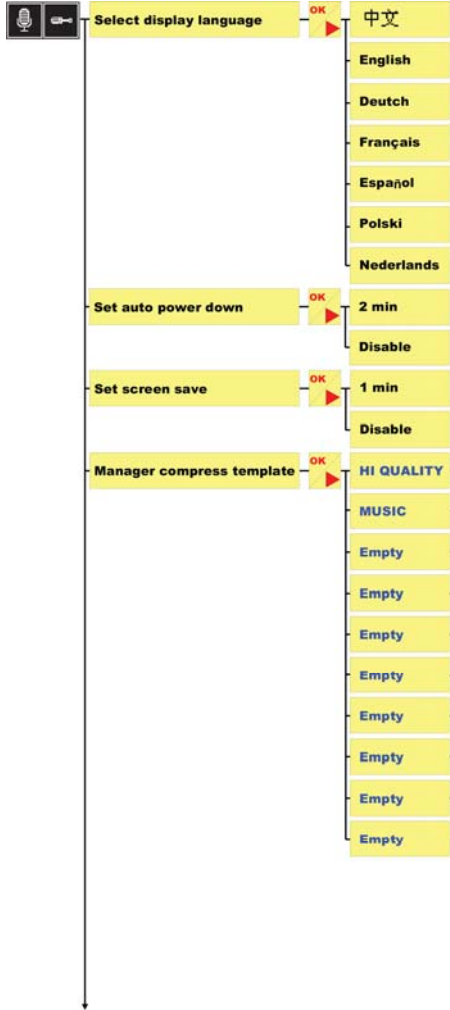 Select display language
OK
中文
English
Deutch
Français
Español
Polski
Nederlands
Set auto power down
OK
2 min
Disable
Set screen save
OK
1 min
Disable
Manager compress template
OK
HI QUALITY
MUSIC
Empty
Empty
Empty
Empty
Empty
Empty
Empty
Empty